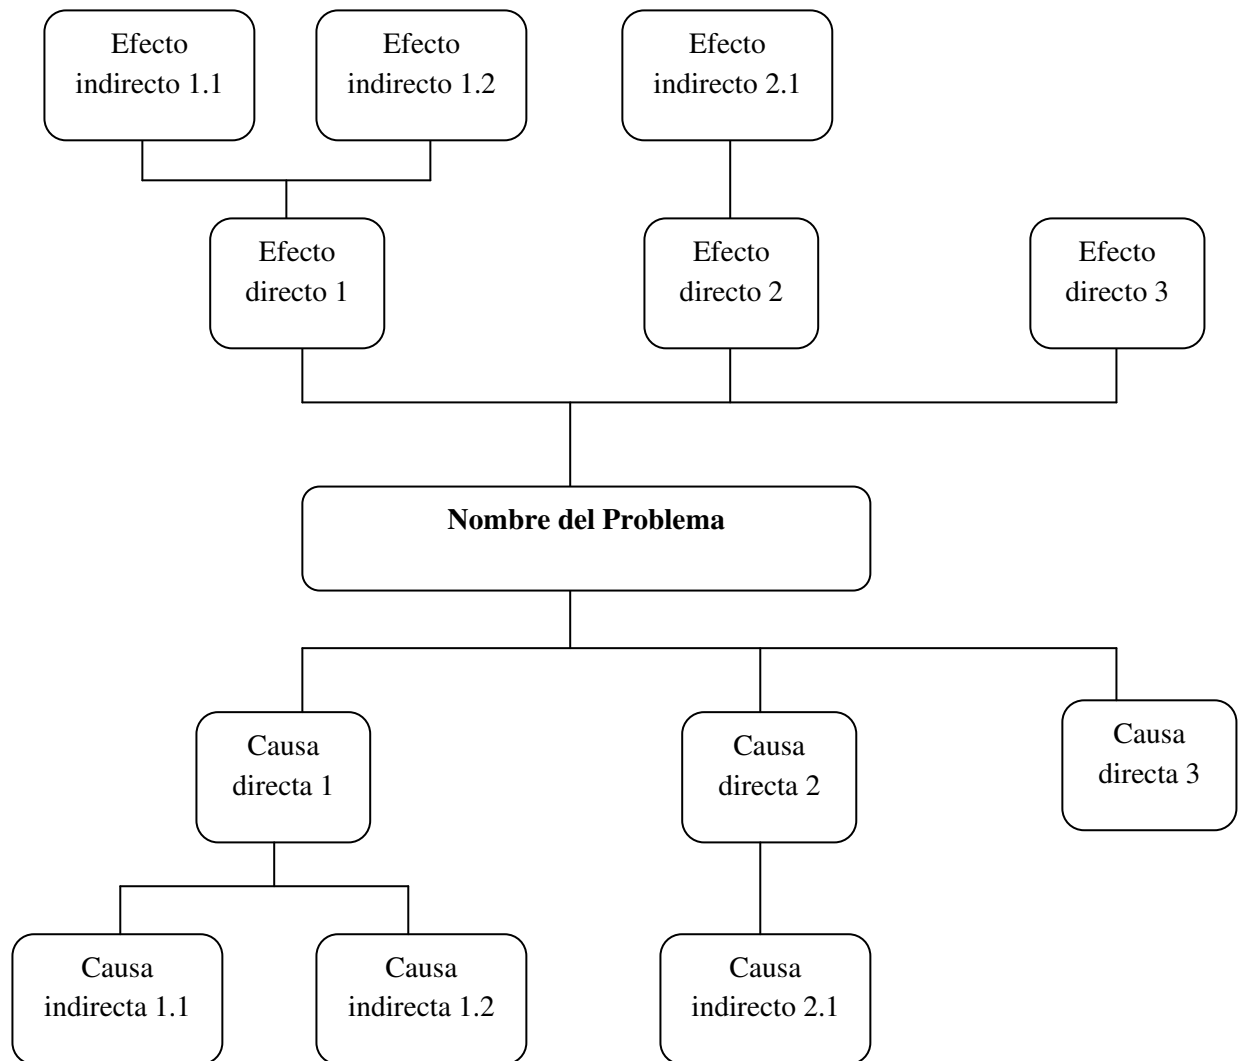 Efecto
indirecto 1.1
Efecto
indirecto 1.2
Efecto
indirecto 2.1
Efecto
directo 1
Efecto
directo 2
Efecto
directo 3
Nombre del Problema
Causa
directa 1
Causa
directa 2
Causa
directa 3
Causa
indirecta 1.1
Causa
indirecta 1.2
Causa
indirecto 2.1